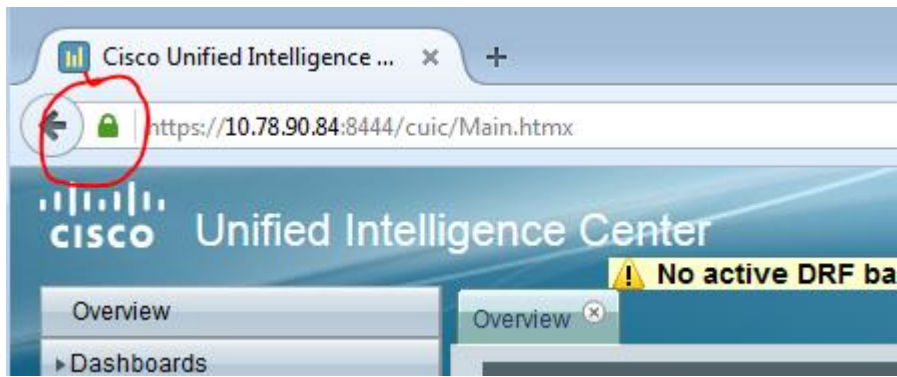 Cisco Unified Intelligence ...
https://10.78.90.84:8444/cuic/Main.htmx
CISCO Unified Intelligence Center
No active DRF ba
Overview
Overview
Dashboards